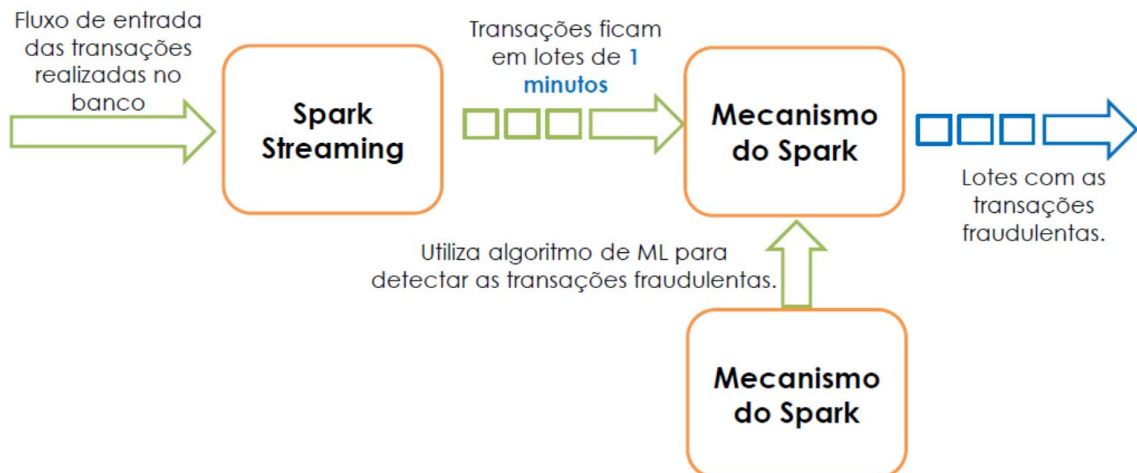 Fluxo de entrada
das transações
realizadas no
banco
Spark
Streaming
Transações ficam
em lotes de 1
minutos
Mecanismo
do Spark
Lotes com as
transações
fraudulentas.
Utiliza algoritmo de ML para
detectar as transações fraudulentas.
Mecanismo
do Spark